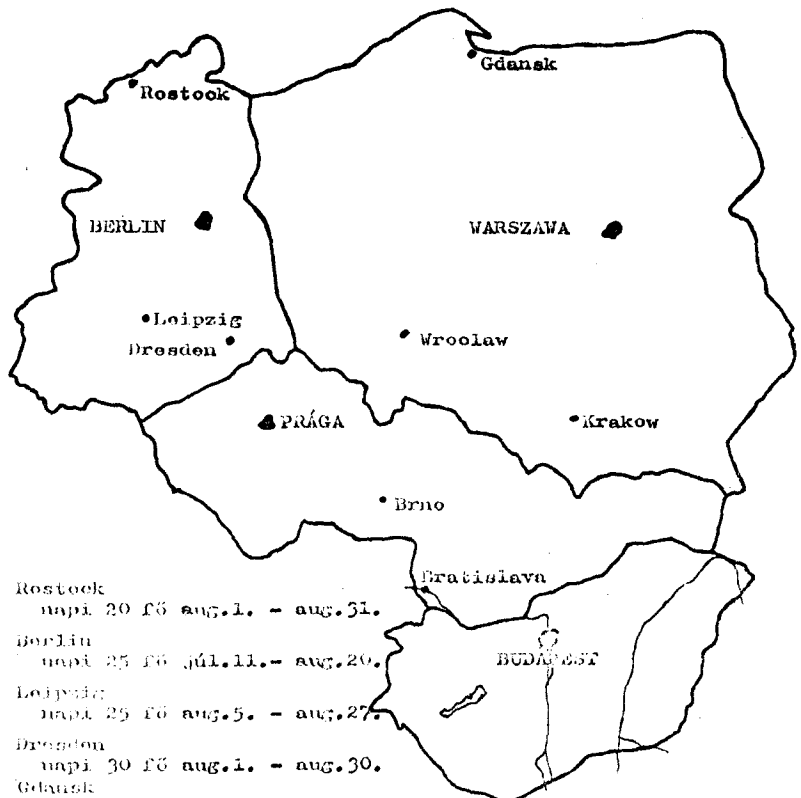 Gdansk
Rostock
BERLIN
WARSZAWA
Leipzig
Dresden
Wroclaw
PRÁGA
Krakow
Brno
Bratislava
BUDAPEST
Rostock
napi 20 fő aug.1. - aug.31.
Berlin
napi 25 fő júl.11.- aug.20.
Leipzig
napi 25 fő aug.5. - aug.27.
Dresden
napi 30 fő aug.1. - aug.30.
Gdansk